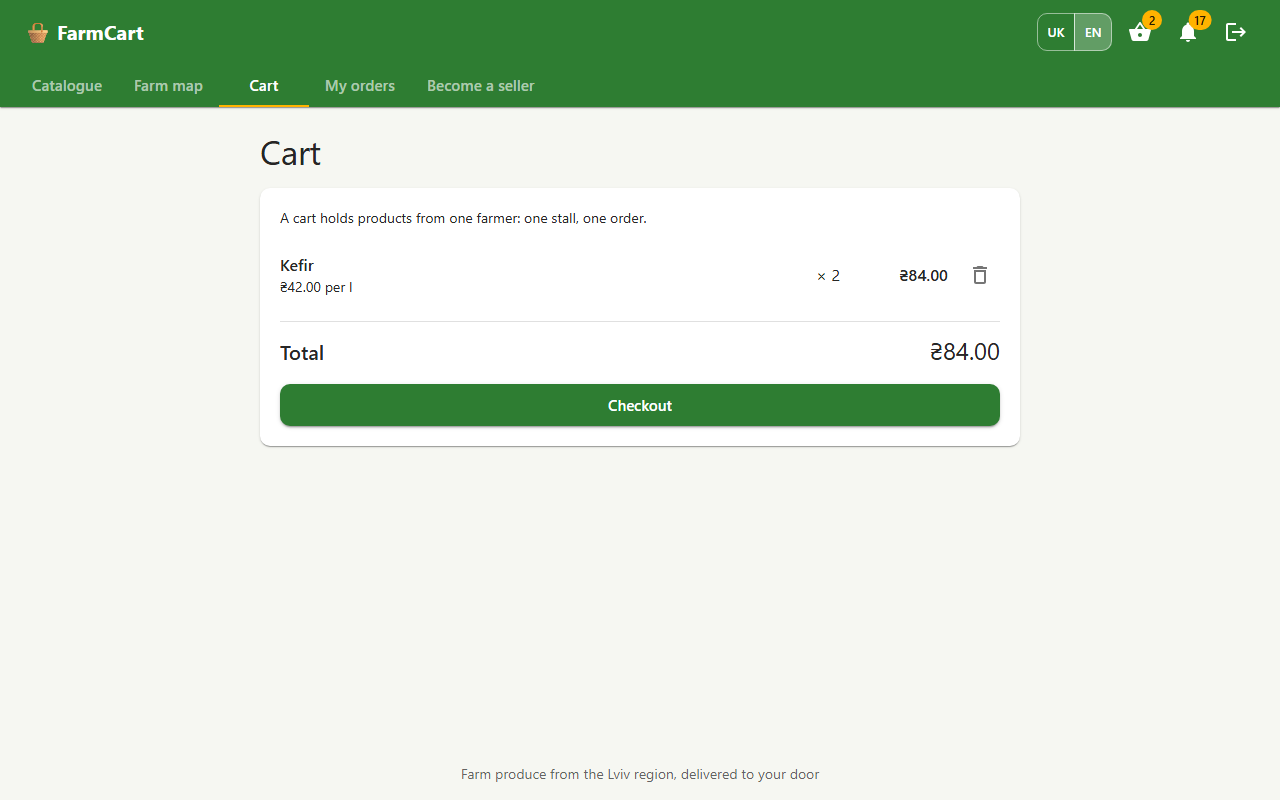 FarmCart
UK EN 2 17
Catalogue Farm map Cart My orders Become a seller
Cart
A cart holds products from one farmer: one stall, one order.
Kefir
₴42.00 per l
× 2 ₴84.00
Total ₴84.00
Checkout
Farm produce from the Lviv region, delivered to your door